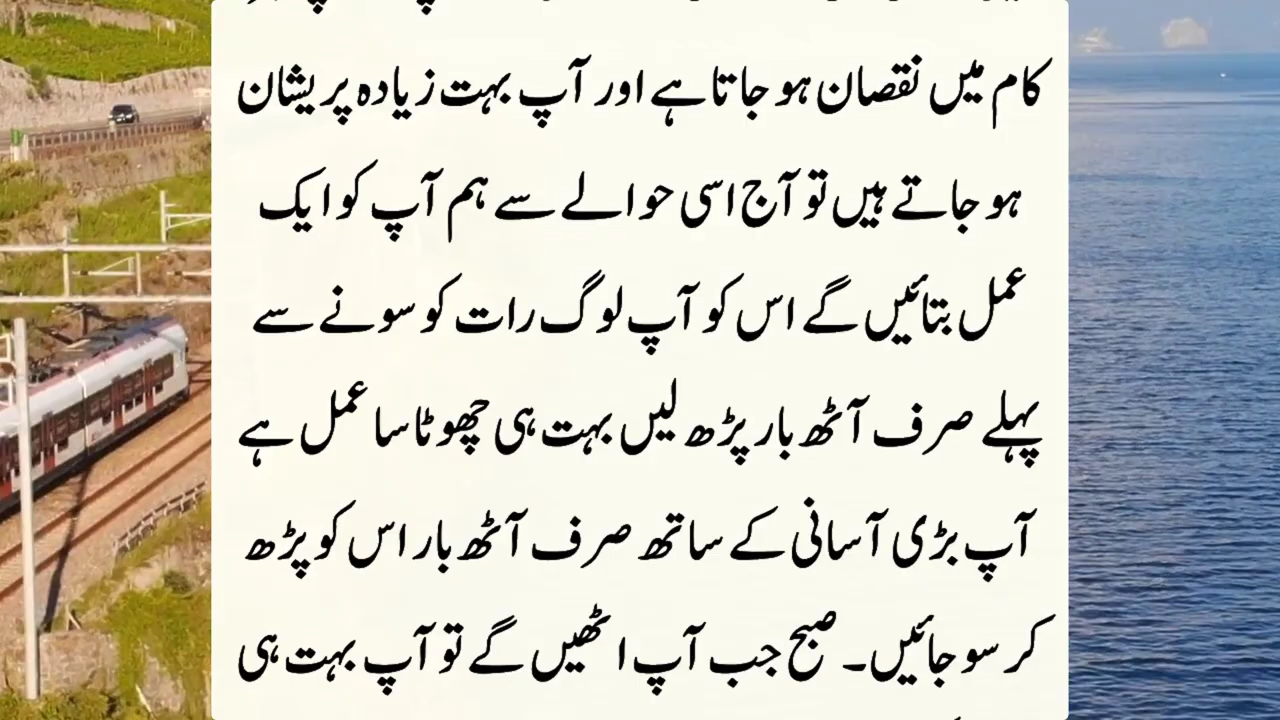 کام میں نقصان ہو جاتا ہے اور آپ بہت زیادہ پریشان
ہو جاتے ہیں تو آج اسی حوالے سے ہم آپ کو ایک
عمل بتائیں گے اس کو آپ لوگ رات کو سونے سے
پہلے صرف آٹھ بار پڑھ لیں بہت ہی چھوٹا سا عمل ہے
آپ بڑی آسانی کے ساتھ صرف آٹھ بار اس کو پڑھ
کر سو جائیں۔ صبح جب آپ اٹھیں گے تو آپ بہت ہی